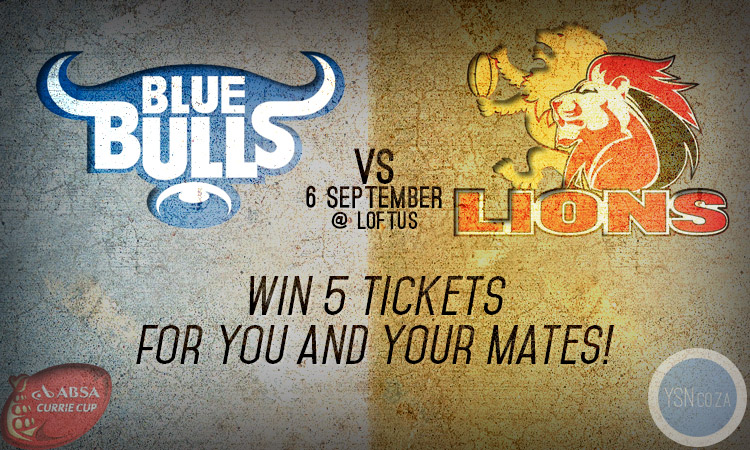 BLUE
BULLS
VS
6 SEPTEMBER
@ LOFTUS
LIONS
WIN 5 TICKETS
FOR YOU AND YOUR MATES!
ABSA
CURRIE CUP
YSN.CO.ZA